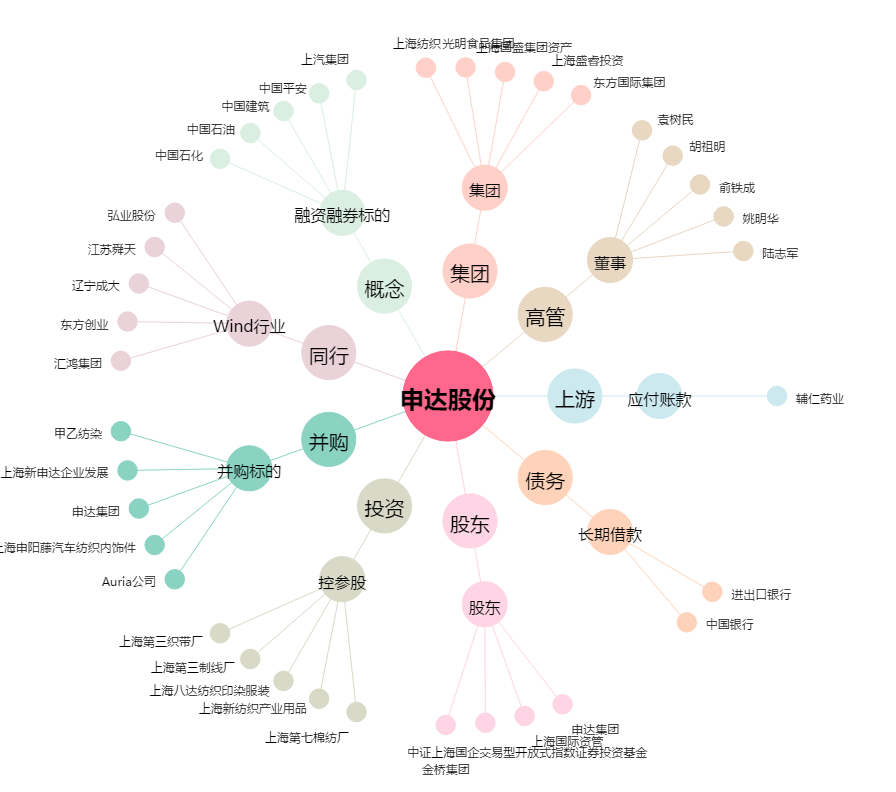 申达股份
集团
集团
上海纺织
光明食品集团
上海国盛集团资产
上海盛睿投资
东方国际集团
高管
董事
袁树民
胡祖明
俞铁成
姚明华
陆志军
上游
应付账款
辅仁药业
债务
长期借款
进出口银行
中国银行
股东
股东
申达集团
上海国际资管
中证上海国企交易型开放式指数证券投资基金
金桥集团
投资
控参股
上海第七棉纺厂
上海新纺织产业用品
上海八达纺织印染服装
上海第三制线厂
上海第三织带厂
并购
并购标的
Auria公司
上海申阳藤汽车纺织内饰件
申达集团
上海新申达企业发展
甲乙纺染
同行
Wind行业
汇鸿集团
东方创业
辽宁成大
江苏舜天
弘业股份
概念
融资融券标的
中国石化
中国石油
中国建筑
中国平安
上汽集团